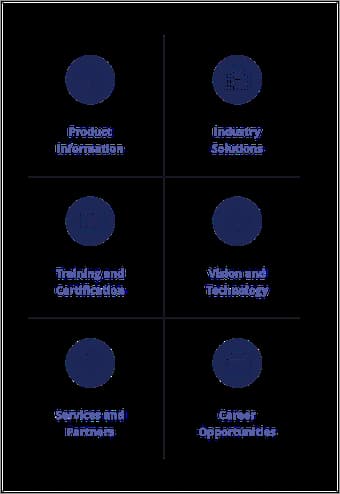 Product
Information
Industry
Solutions
Training and
Certification
Vision and
Technology
Services and
Partners
Career
Opportunities